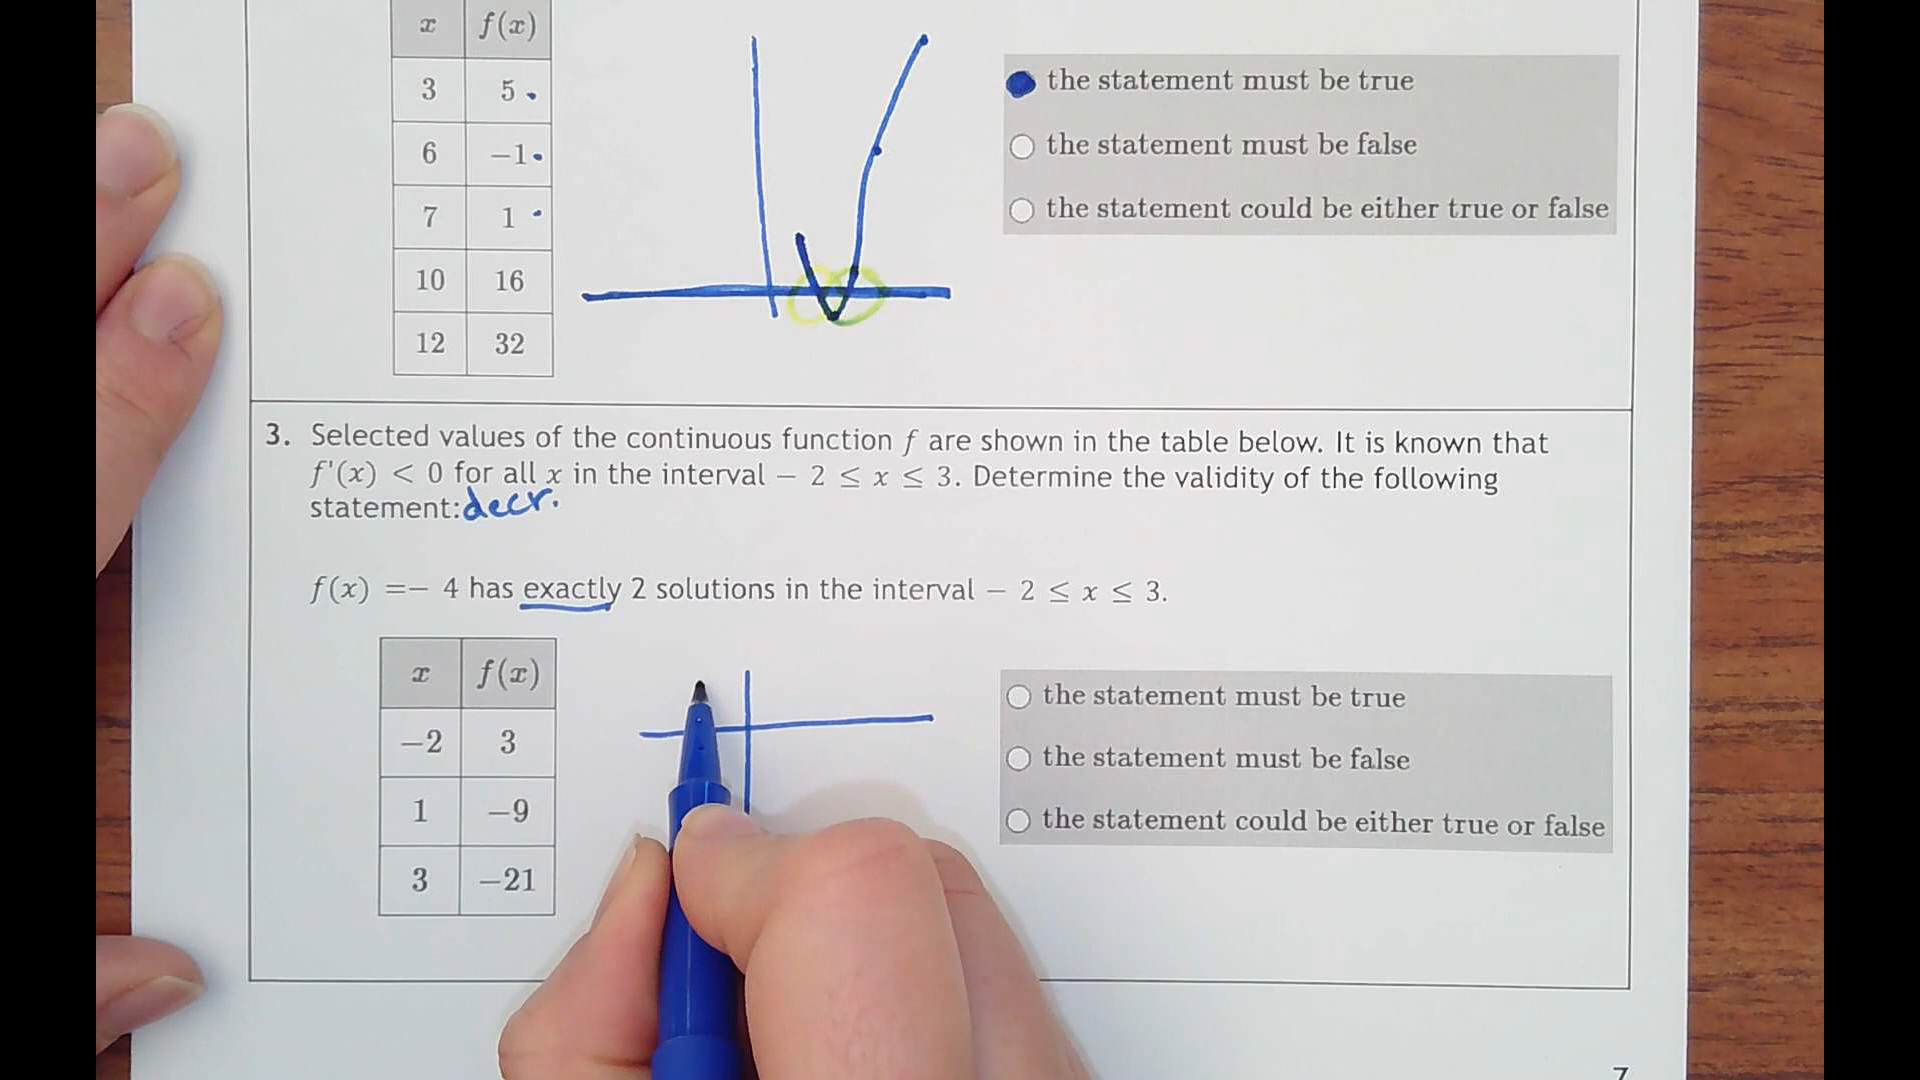 x f(x)
3 5
6 −1
7 1
10 16
12 32
the statement must be true
the statement must be false
the statement could be either true or false
3. Selected values of the continuous function f are shown in the table below. It is known that
f'(x) < 0 for all x in the interval − 2 ≤ x ≤ 3. Determine the validity of the following
statement: decr.
f(x) =− 4 has exactly 2 solutions in the interval − 2 ≤ x ≤ 3.
x f(x)
−2 3
1 −9
3 −21
the statement must be true
the statement must be false
the statement could be either true or false
7